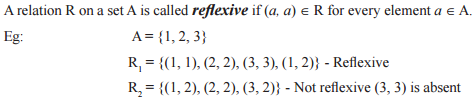 A relation R on a set A is called reflexive if (a, a) ∈ R for every element a ∈ A.
Eg: A = {1, 2, 3}
R₁ = {(1, 1), (2, 2), (3, 3), (1, 2)} - Reflexive
R₂ = {(1, 2), (2, 2), (3, 2)} - Not reflexive (3, 3) is absent